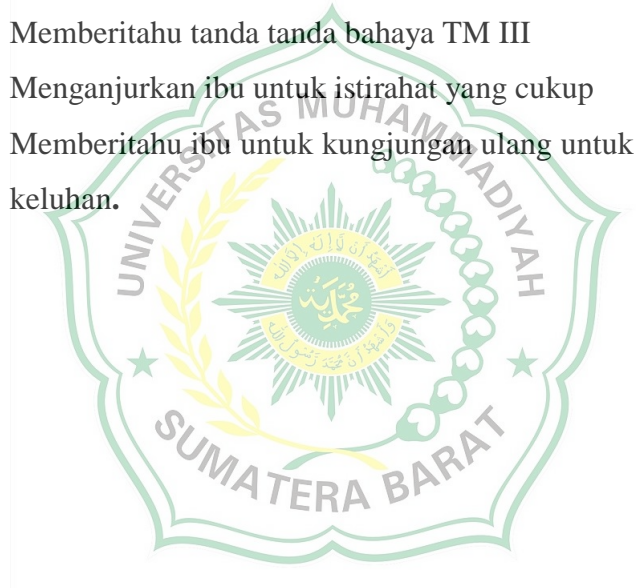 Memberitahu tanda tanda bahaya TM III
Menganjurkan ibu untuk istirahat yang cukup
Memberitahu ibu untuk kungjungan ulang untuk
keluhan.
UNIVERSITAS MUHAMMADIYAH
SUMATERA BARAT
محمدية